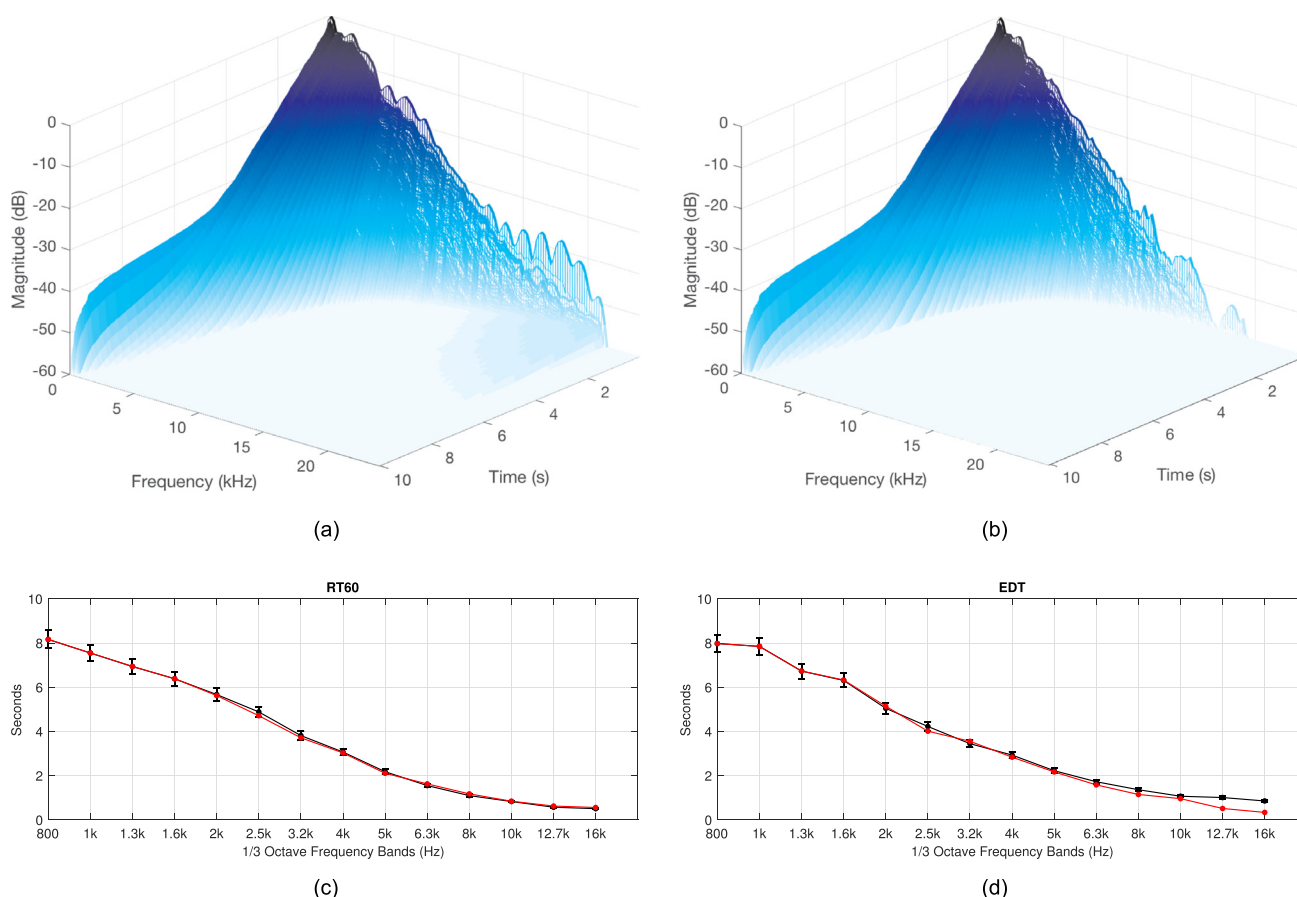 0
-10
-20
-30
-40
-50
-60
Magnitude (dB)
0
5
10
15
20
Frequency (kHz)
2
4
6
8
10
Time (s)
(a)
0
-10
-20
-30
-40
-50
-60
Magnitude (dB)
0
5
10
15
20
Frequency (kHz)
2
4
6
8
10
Time (s)
(b)
RT60
10
8
6
4
2
0
Seconds
800 1k 1.3k 1.6k 2k 2.5k 3.2k 4k 5k 6.3k 8k 10k 12.7k 16k
1/3 Octave Frequency Bands (Hz)
(c)
EDT
10
8
6
4
2
0
Seconds
800 1k 1.3k 1.6k 2k 2.5k 3.2k 4k 5k 6.3k 8k 10k 12.7k 16k
1/3 Octave Frequency Bands (Hz)
(d)